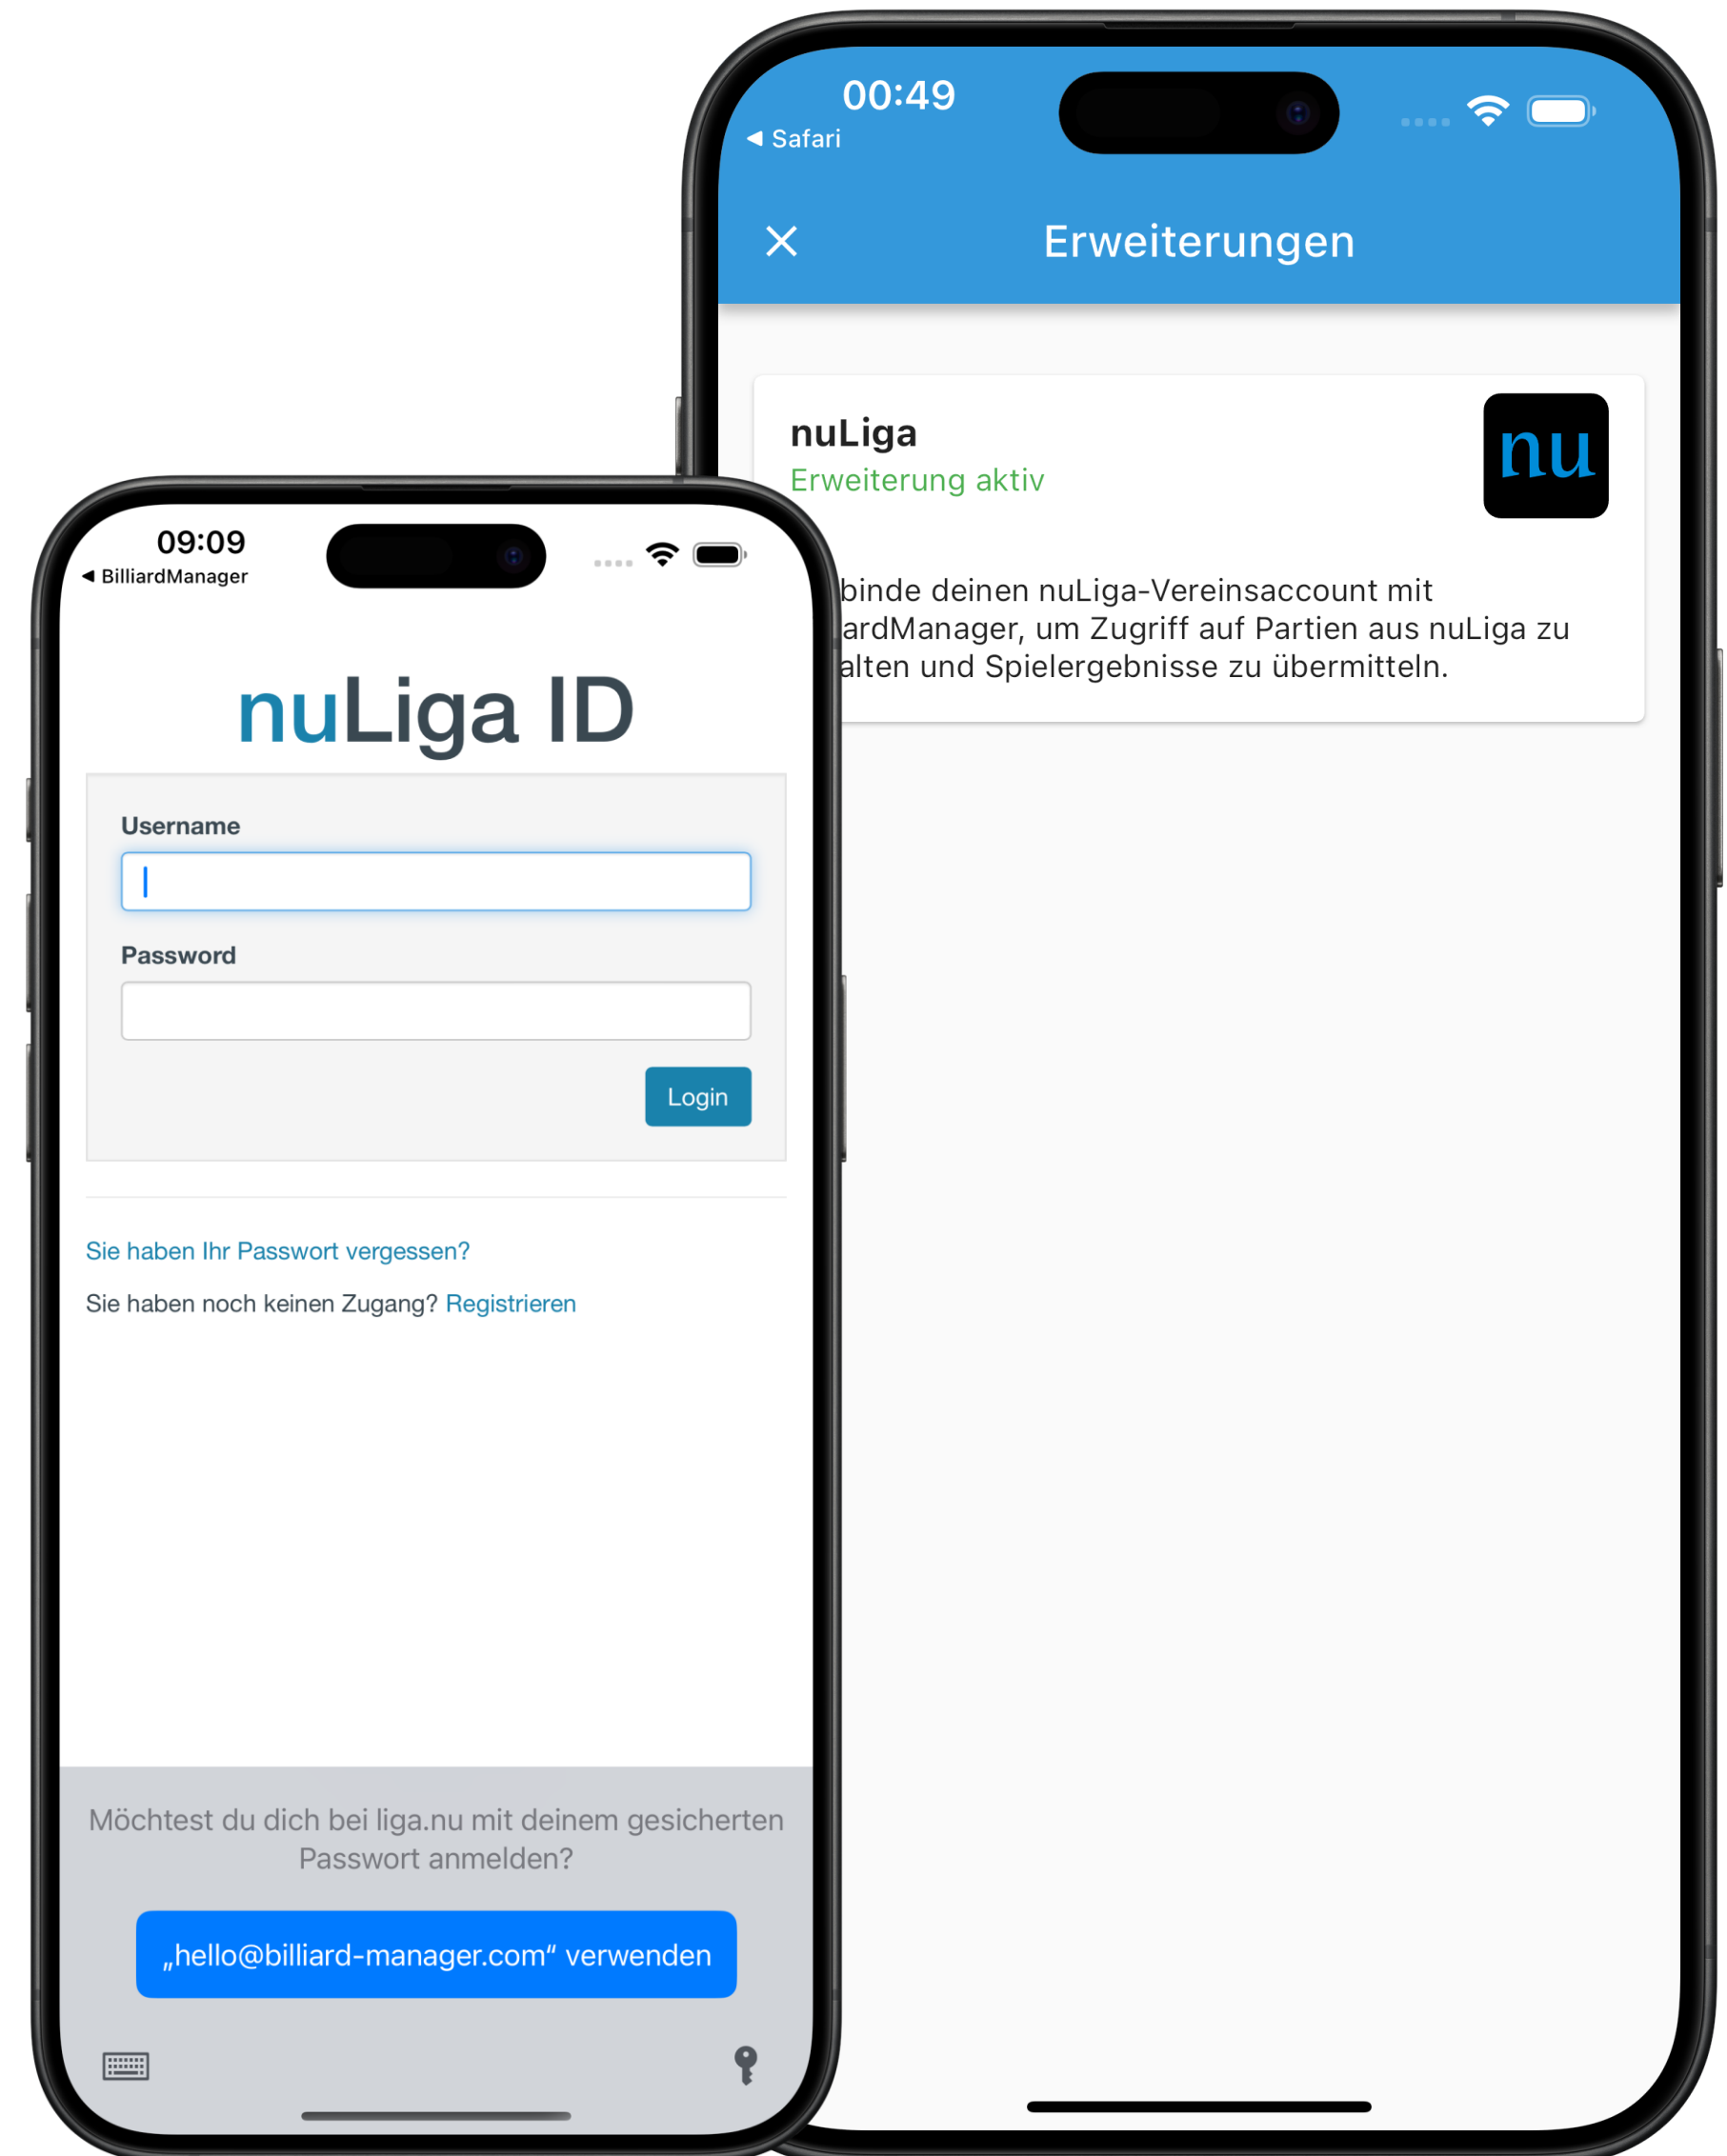 00:49
Safari
Erweiterungen
nuLiga
Erweiterung aktiv
nu
binde deinen nuLiga-Vereinsaccount mit
ardManager, um Zugriff auf Partien aus nuLiga zu
alten und Spielergebnisse zu übermitteln.
09:09
BilliardManager
nuLiga ID
Username
Password
Login
Sie haben Ihr Passwort vergessen?
Sie haben noch keinen Zugang? Registrieren
Möchtest du dich bei liga.nu mit deinem gesicherten
Passwort anmelden?
„hello@billiard-manager.com“ verwenden